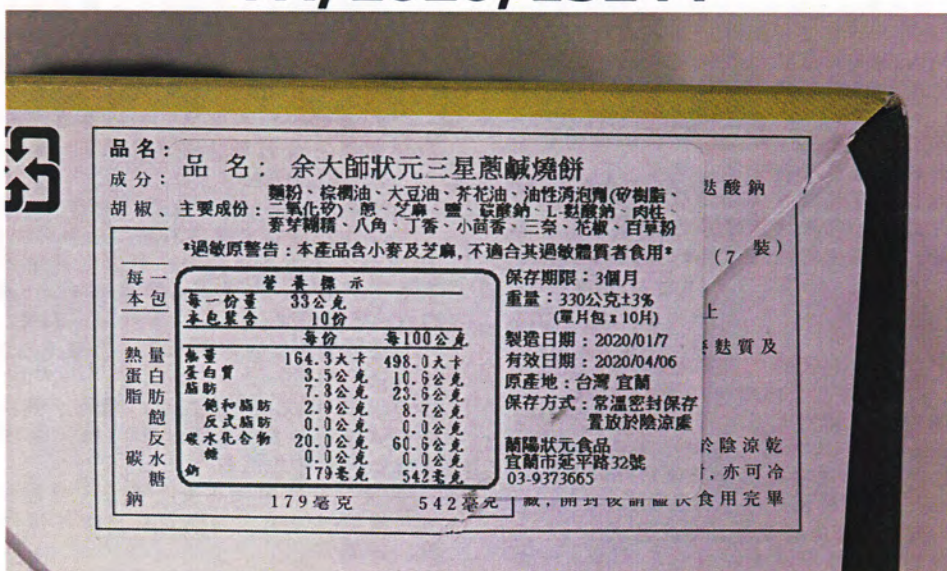 品名:
成分:
胡椒、
品 名: 余大師狀元三星蔥鹹燒餅
麵粉、棕櫚油、大豆油、芥花油、油性消泡劑(矽樹脂、
主要成份:二氧化矽)、蔥、芝麻、鹽、碳酸鈉、L-麩酸鈉、肉桂、
麥芽糊精、八角、丁香、小茴香、三奈、花椒、百草粉
*過敏原警告:本產品含小麥及芝麻,不適合其過敏體質者食用*
麩酸鈉
(7
裝)
上
麩質及
於陰涼乾
,亦可冷
食用完畢
每一
本包
熱量
蛋白
脂肪
飽
反
碳水
糖
鈉 179毫克 542毫克
營養標示
每一份量 33公克
本包裝含 10份
每份 每100公克
熱量 164.3大卡 498.0大卡
蛋白質 3.5公克 10.6公克
脂肪 7.8公克 23.6公克
飽和脂肪 2.9公克 8.7公克
反式脂肪 0.0公克 0.0公克
碳水化合物 20.0公克 60.6公克
糖 0.0公克 0.0公克
鈉 179毫克 542毫克
保存期限:3個月
重量:330公克±3%
(單片包 x 10片)
製造日期:2020/01/7
有效日期:2020/04/06
原產地:台灣 宜蘭
保存方式:常溫密封保存
置放於陰涼處
蘭陽狀元食品
宜蘭市延平路32號
03-9373665